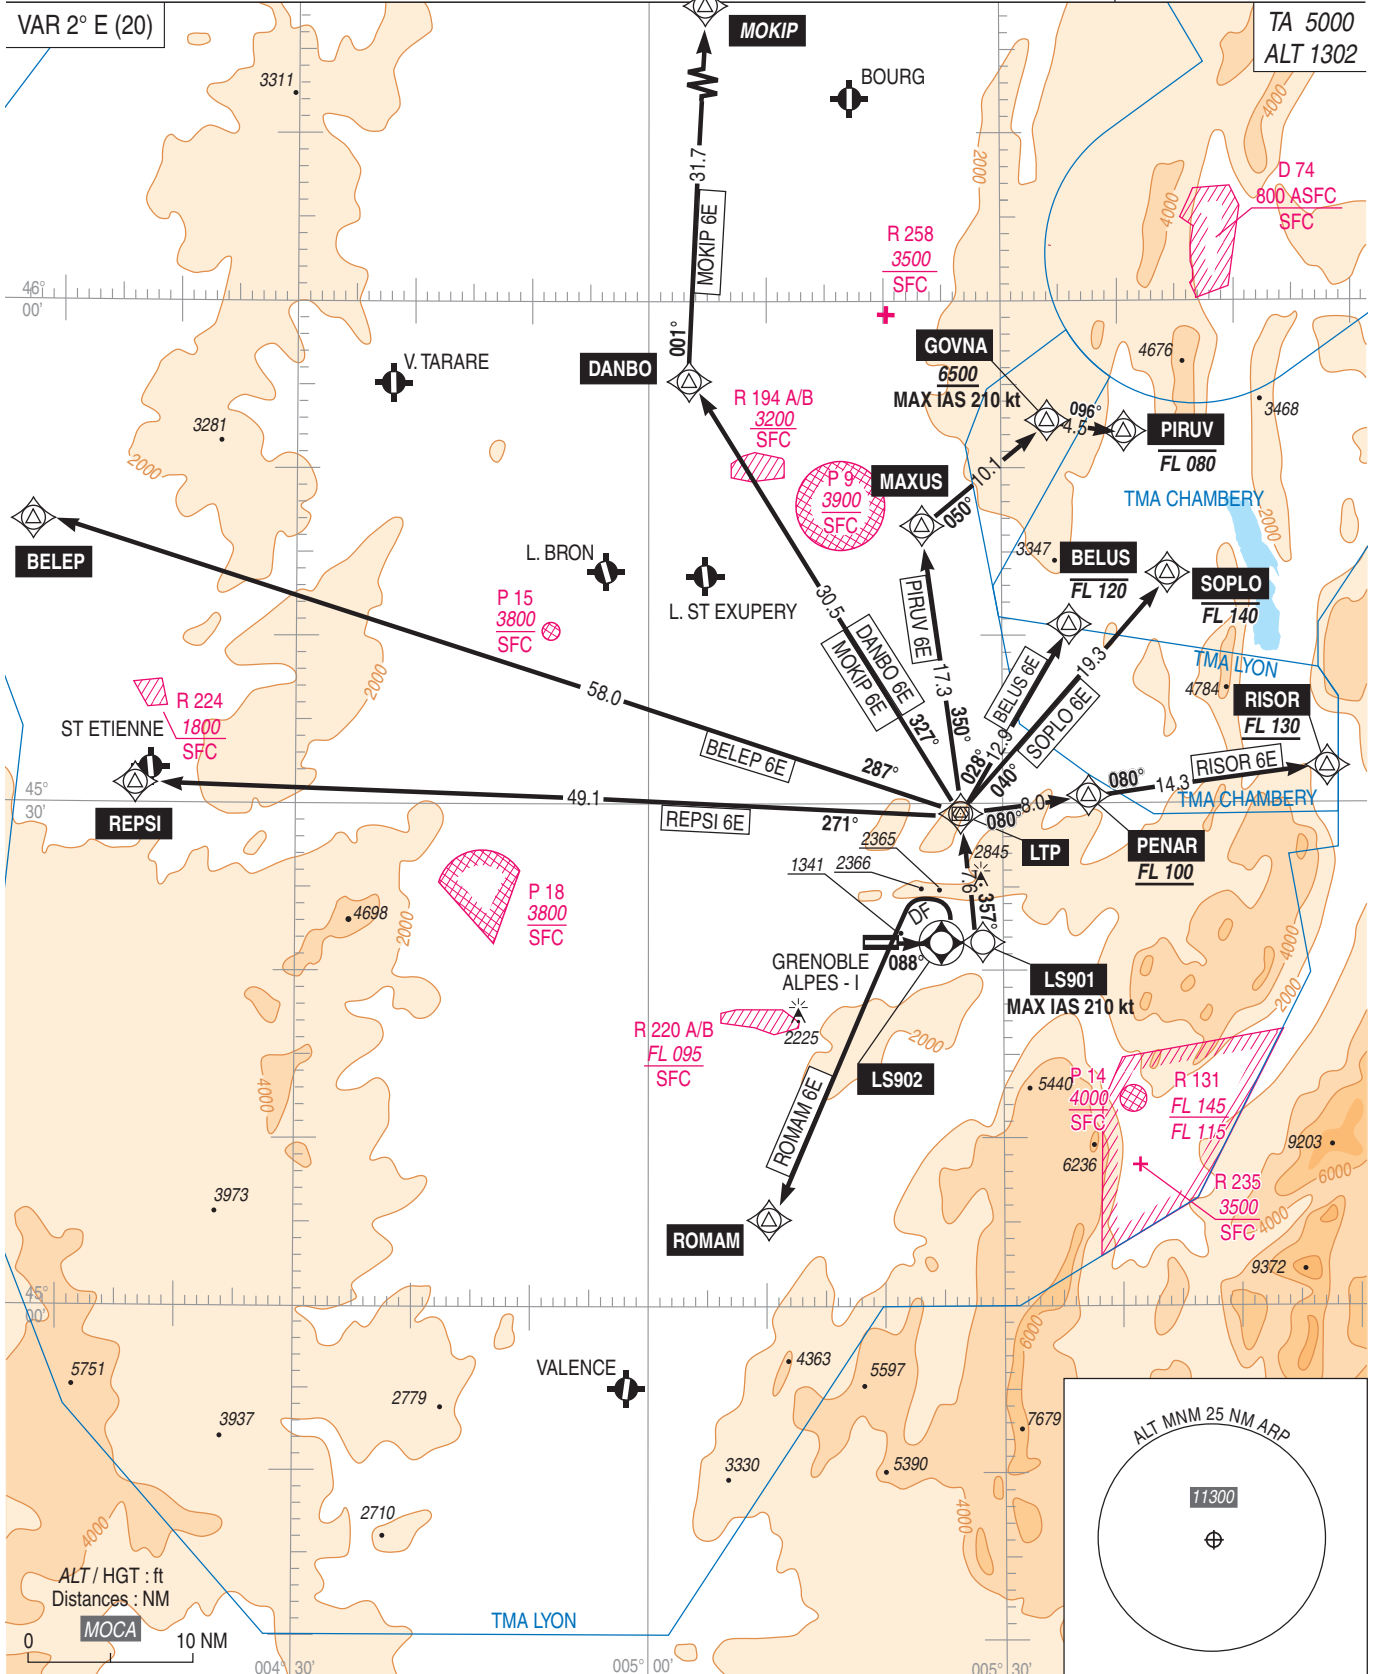 VAR 2° E (20)
TA 5000
ALT 1302
MOKIP
3311
BOURG
4000
2000
D 74
800 ASFC
SFC
4000
31.7
MOKIP 6E
R 258
3500
SFC
46°
00'
001°
DANBO
V. TARARE
GOVNA
6500
MAX IAS 210 kt
4676
R 194 A/B
3200
SFC
096°
4.5
PIRUV
FL 080
3468
3281
2000
P 9
3900
SFC
MAXUS
10.1
050°
TMA CHAMBERY
2000
BELEP
L. BRON
L. ST EXUPERY
3347
BELUS
FL 120
SOPLO
FL 140
P 15
3800
SFC
30.5
PIRUV 6E
DANBO 6E
MOKIP 6E
17.3
350°
327°
BELUS 6E
12.9
028°
19.3
SOPLO 6E
040°
TMA LYON
4784
RISOR
FL 130
2000
58.0
R 224
1800
SFC
ST ETIENNE
BELEP 6E
287°
RISOR 6E
080°
14.3
TMA CHAMBERY
45°
30'
REPSI
49.1
REPSI 6E
271°
080°
8.0
LTP
PENAR
FL 100
2365
2366
1341
2845
7.6
357°
P 18
3800
SFC
4698
2000
DF
088°
GRENOBLE
ALPES - I
LS901
MAX IAS 210 kt
4000
2000
R 220 A/B
FL 095
SFC
2225
2000
LS902
ROMAM 6E
4000
5440
P 14
4000
SFC
R 131
FL 145
FL 115
6236
9203
6000
R 235
3500
SFC
4000
3973
ROMAM
9372
45°
00'
6000
5751
3937
2779
VALENCE
4363
5597
7679
3330
5390
4000
2710
4000
ALT MNM 25 NM ARP
11300
ALT / HGT : ft
Distances : NM
MOCA
0
10 NM
TMA LYON
004° 30'
005° 00'
005° 30'